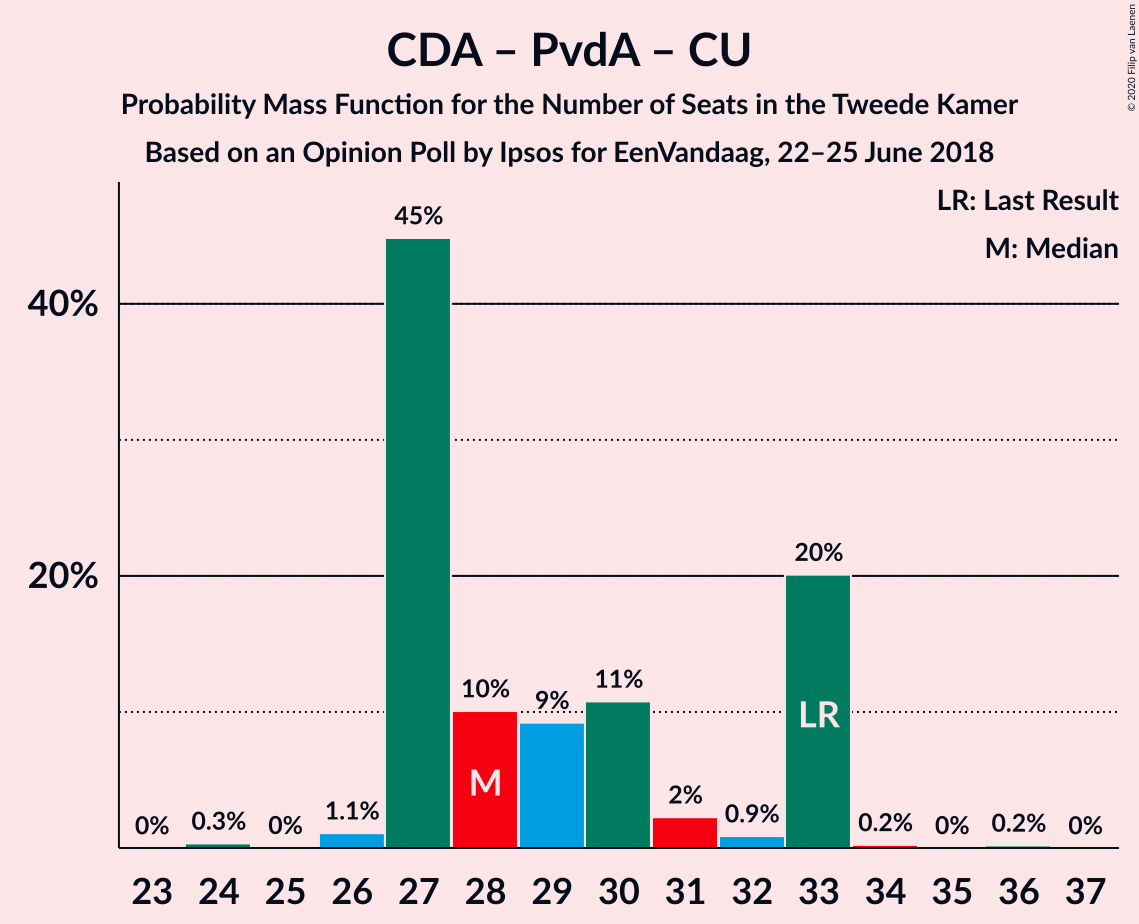 CDA – PvdA – CU
Probability Mass Function for the Number of Seats in the Tweede Kamer
Based on an Opinion Poll by Ipsos for EenVandaag, 22–25 June 2018
© 2020 Filip van Laenen
LR: Last Result
M: Median
40%
20%
0%
0.3%
0%
1.1%
45%
10%
9%
11%
2%
0.9%
20%
0.2%
0%
0.2%
0%
M
LR
23 24 25 26 27 28 29 30 31 32 33 34 35 36 37